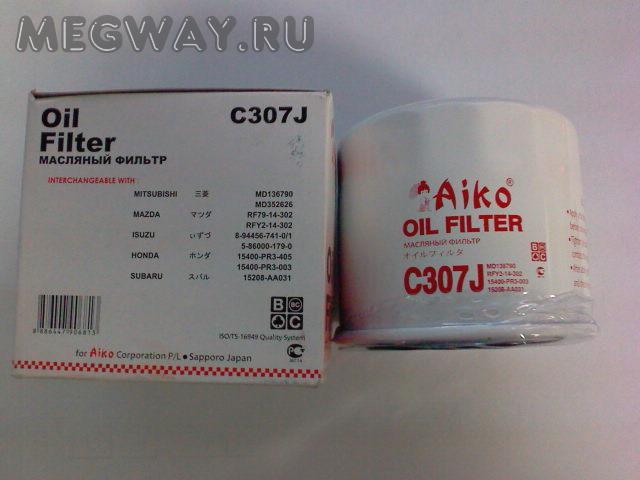 MEGWAY.RU
Oil
Filter
C307J
МАСЛЯНЫЙ ФИЛЬТР
INTERCHANGEABLE WITH:
MITSUBISHI 三菱 MD136790
MD352626
MAZDA マツダ RF79-14-302
RFY2-14-302
ISUZU いすゞ 8-94456-741-0/1
5-86000-179-0
HONDA ホンダ 15400-PR3-405
15400-PR3-003
SUBARU スバル 15208-AA031
8886447906813
ISO/TS-16949 Quality System
for Aiko Corporation P/L ● Sapporo Japan
Aiko®
OIL FILTER
МАСЛЯНЫЙ ФИЛЬТР
オイルフィルタ
C307J
MD136790
RFY2-14-302
15400-PR3-003
15208-AA031